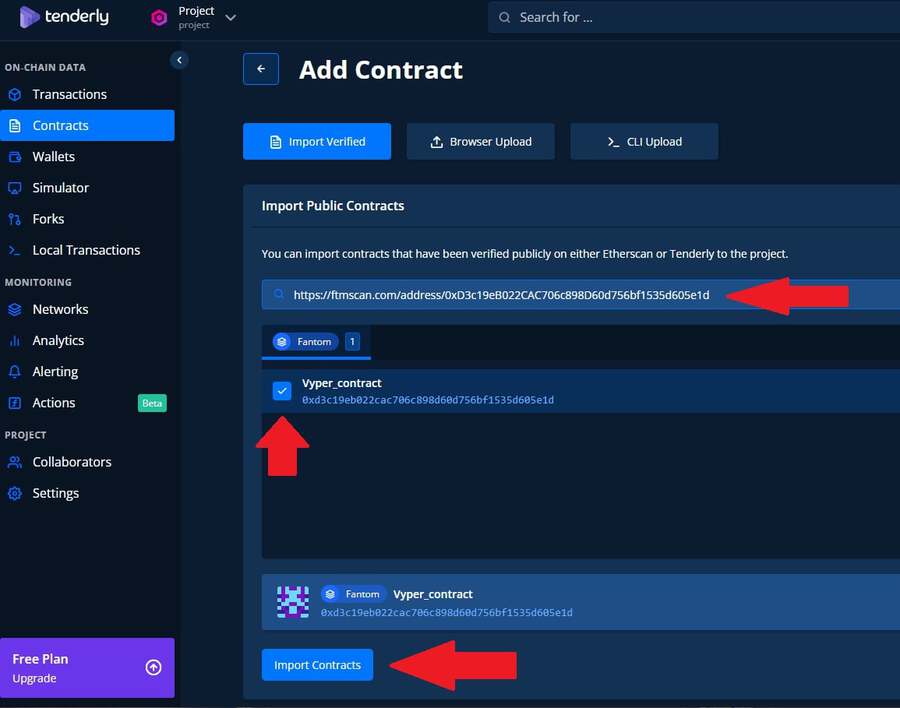 tenderly
Project
project
Search for ...
ON-CHAIN DATA
Transactions
Contracts
Wallets
Simulator
Forks
Local Transactions
MONITORING
Networks
Analytics
Alerting
Actions
Beta
PROJECT
Collaborators
Settings
Free Plan
Upgrade
Add Contract
Import Verified
Browser Upload
CLI Upload
Import Public Contracts
You can import contracts that have been verified publicly on either Etherscan or Tenderly to the project.
https://ftmscan.com/address/0xD3c19eB022CAC706c898D60d756bf1535d605e1d
Fantom 1
Vyper_contract
0xd3c19eb022cac706c898d60d756bf1535d605e1d
Fantom Vyper_contract
0xd3c19eb022cac706c898d60d756bf1535d605e1d
Import Contracts